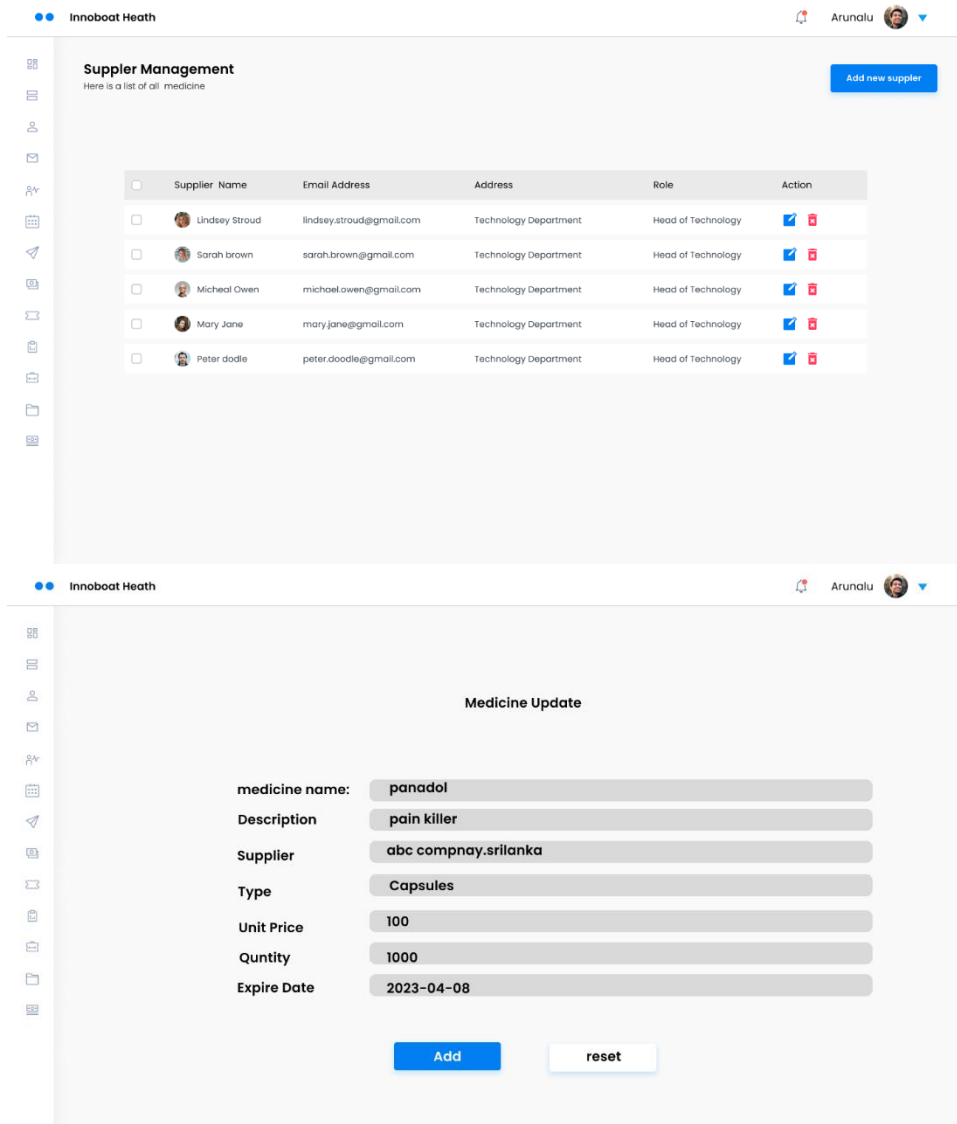 Innoboat Heath Arunalu
Suppler Management
Here is a list of all medicine
Add new suppler
Supplier Name Email Address Address Role Action
Lindsey Stroud lindsey.stroud@gmail.com Technology Department Head of Technology
Sarah brown sarah.brown@gmail.com Technology Department Head of Technology
Micheal Owen michael.owen@gmail.com Technology Department Head of Technology
Mary Jane mary.jane@gmail.com Technology Department Head of Technology
Peter dodle peter.doodle@gmail.com Technology Department Head of Technology
Innoboat Heath Arunalu
Medicine Update
medicine name: panadol
Description pain killer
Supplier abc compnay.srilanka
Type Capsules
Unit Price 100
Quntity 1000
Expire Date 2023-04-08
Add reset